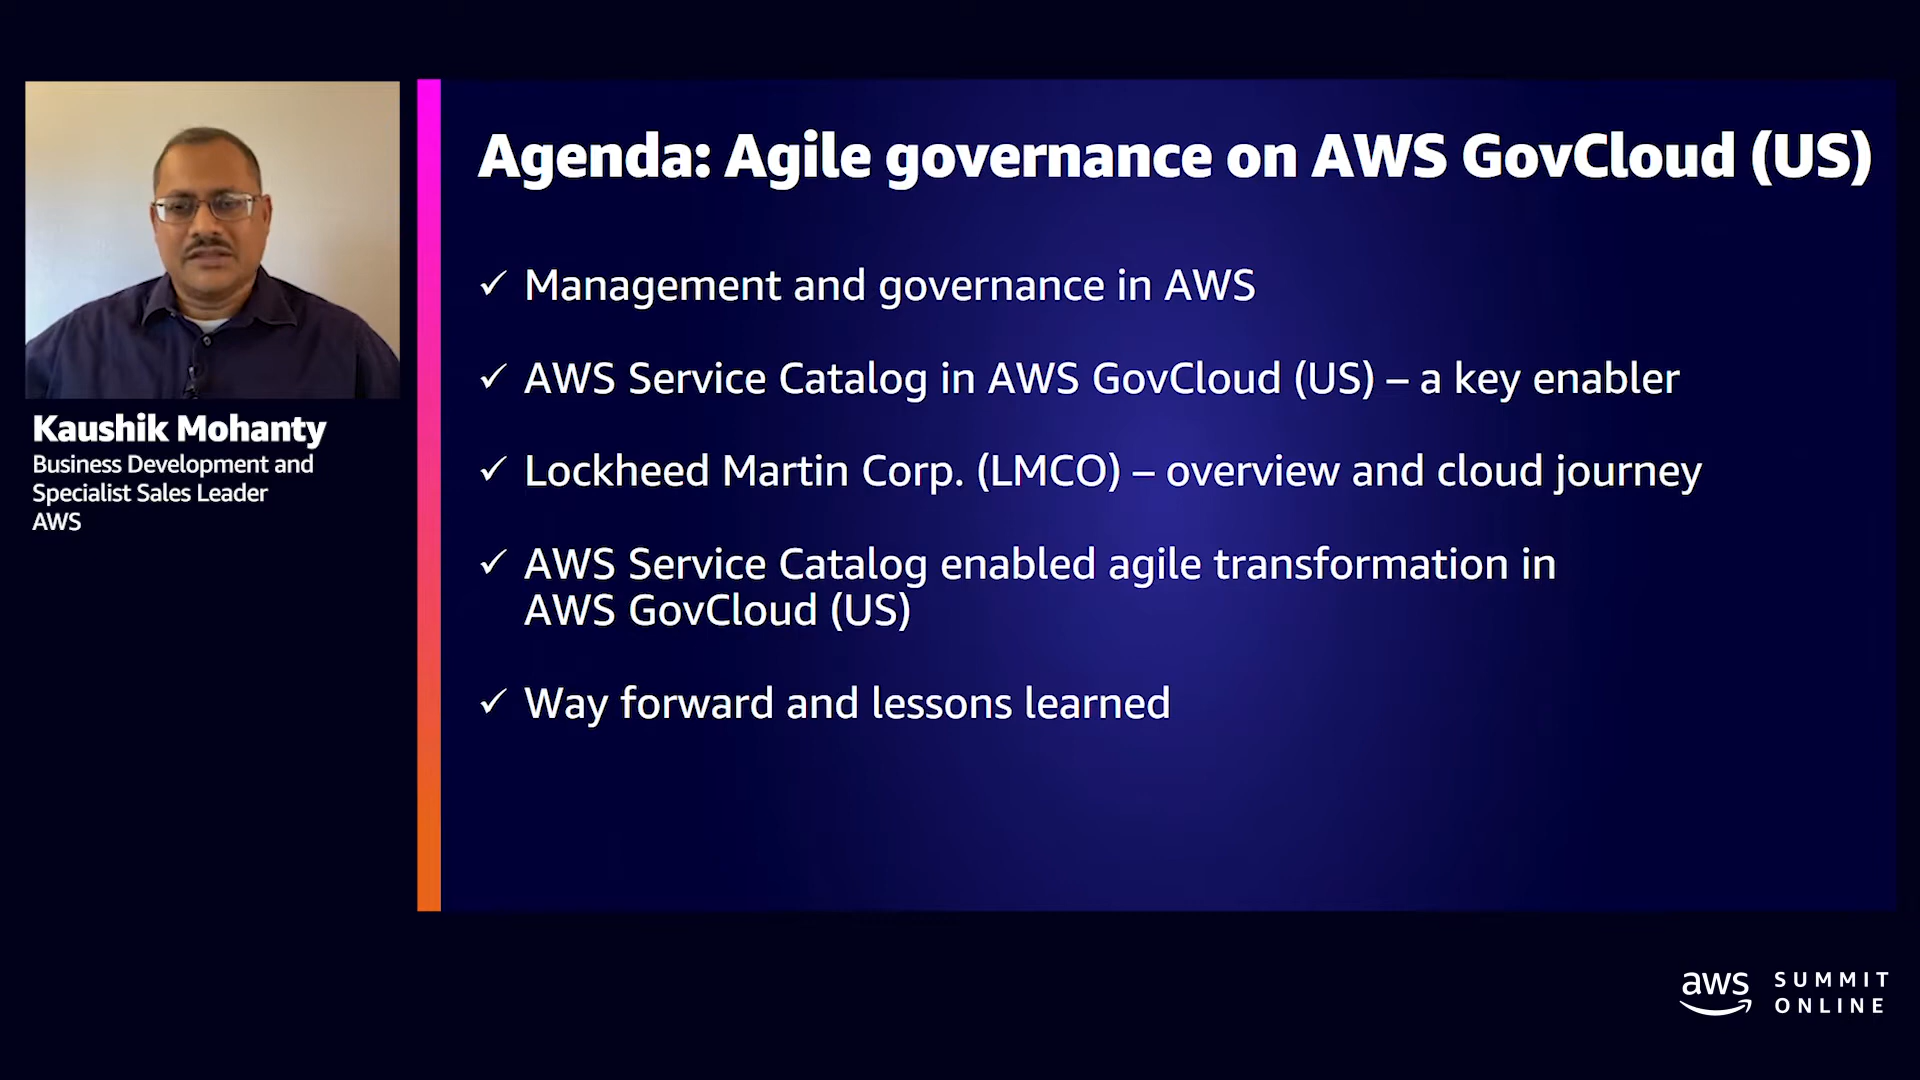 Agenda: Agile governance on AWS GovCloud (US)
✓ Management and governance in AWS
✓ AWS Service Catalog in AWS GovCloud (US) – a key enabler
✓ Lockheed Martin Corp. (LMCO) – overview and cloud journey
✓ AWS Service Catalog enabled agile transformation in
AWS GovCloud (US)
✓ Way forward and lessons learned
Kaushik Mohanty
Business Development and
Specialist Sales Leader
AWS
aws SUMMIT
ONLINE